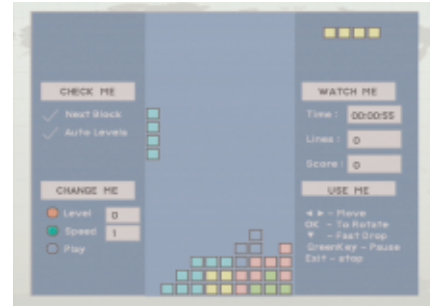 CHECK ME
Next Block
Auto Levels
CHANGE ME
Level 0
Speed 1
Play
WATCH ME
Time : 00:00:55
Lines : 0
Score : 0
USE ME
◄ ► - Move
OK - To Rotate
▼ - Fast Drop
GreenKey - Pause
Exit - stop